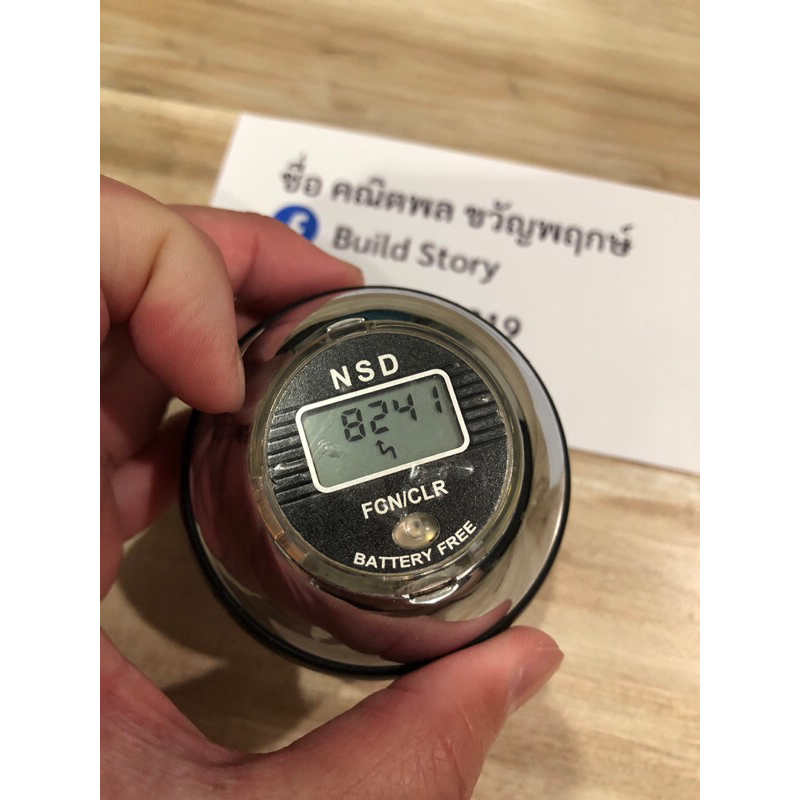 ชื่อ คณิตพล ขวัญพฤกษ์
Build Story
NSD
8241
FGN/CLR
BATTERY FREE